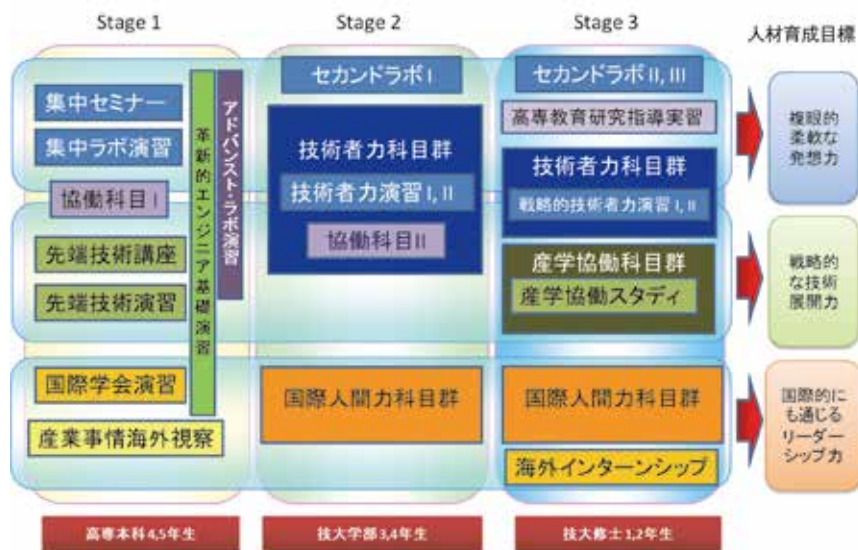 Stage 1
Stage 2
Stage 3
人材育成目標
集中セミナー
集中ラボ演習
協働科目 I
先端技術講座
先端技術演習
国際学会演習
産業事情海外視察
革新的エンジニア基礎演習
アドバンスト・ラボ演習
セカンドラボ I
技術者力科目群
技術者力演習 I, II
協働科目II
国際人間力科目群
セカンドラボ II, III
高専教育研究指導実習
技術者力科目群
戦略的技術者力演習 I, II
産学協働科目群
産学協働スタディ
国際人間力科目群
海外インターンシップ
複眼的
柔軟な
発想力
戦略的
な技術
展開力
国際的に
も通じる
リーダー
シップ力
高専本科4,5年生
技大学部3,4年生
技大修士1,2年生